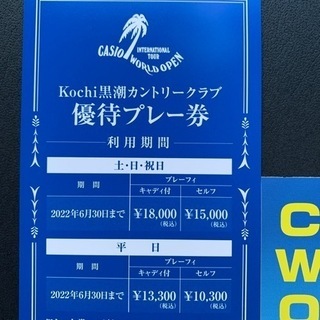 CASIO WORLD OPEN
INTERNATIONAL
TOUR
Kochi黒潮カントリークラブ
優待プレー券
利用期間
土・日・祝日
期間 プレーフィ
キャディ付 セルフ
2022年6月30日まで ¥18,000 ¥15,000
(税込) (税込)
平日
期間 プレーフィ
キャディ付 セルフ
2022年6月30日まで ¥13,300 ¥10,300
(税込) (税込)
C
W
O